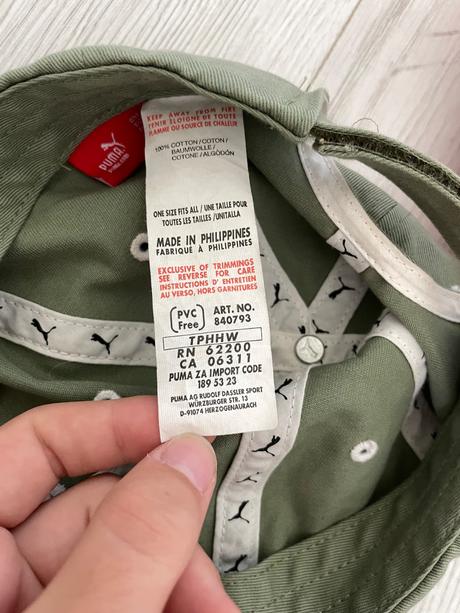 KEEP AWAY FROM FIRE
TENIR ÉLOIGNÉ DE TOUTE
FLAMME OU SOURCE DE CHALEUR
PUMA
100% COTTON/COTON/
BAUMWOLLE/
COTONE/ALGODÓN
ONE SIZE FITS ALL/UNE TAILLE POUR
TOUTES LES TAILLES/UNITALLA
MADE IN PHILIPPINES
FABRIQUÉ À PHILIPPINES
EXCLUSIVE OF TRIMMINGS
SEE REVERSE FOR CARE
INSTRUCTIONS D'ENTRETIEN
AU VERSO, HORS GARNITURES
PVC Free
ART. NO.
840793
TPHHW
RN 62200
CA 06311
PUMA ZA IMPORT CODE
189 53 23
PUMA AG RUDOLF DASSLER SPORT
WÜRZBURGER STR. 13
D-91074 HERZOGENAURACH